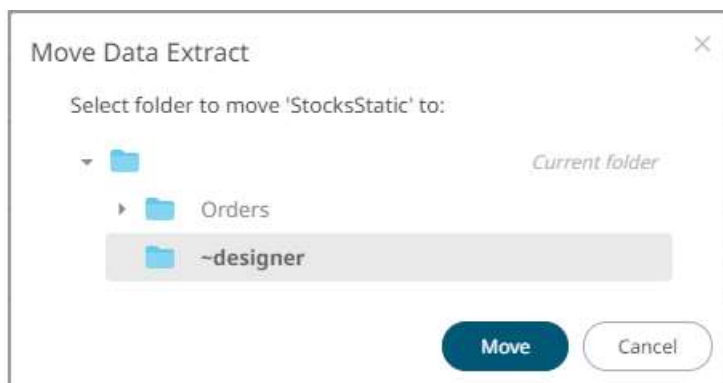 Move Data Extract
Select folder to move 'StocksStatic' to:
Current folder
Orders
~designer
Move
Cancel